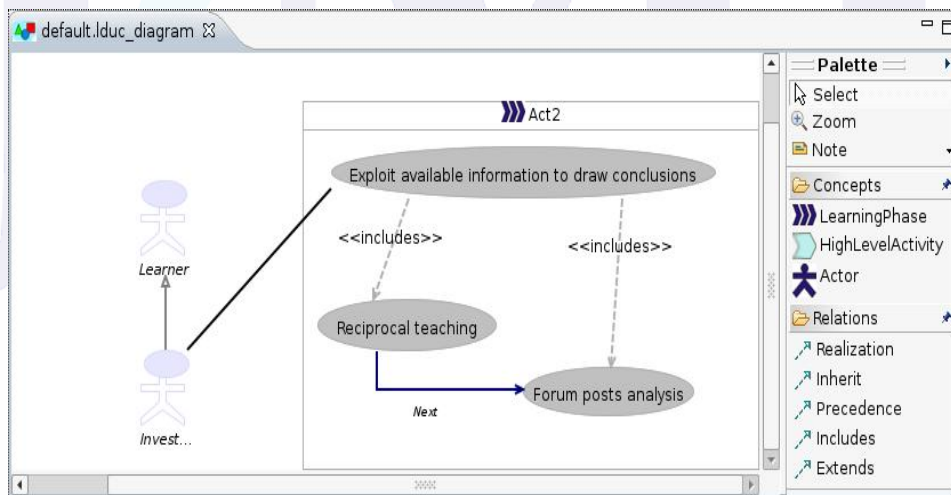 default.lduc_diagram
Palette
Select
Zoom
Note
Concepts
LearningPhase
HighLevelActivity
Actor
Relations
Realization
Inherit
Precedence
Includes
Extends
Act2
Exploit available information to draw conclusions
<<includes>>
<<includes>>
Learner
Reciprocal teaching
Forum posts analysis
Next
Invest...